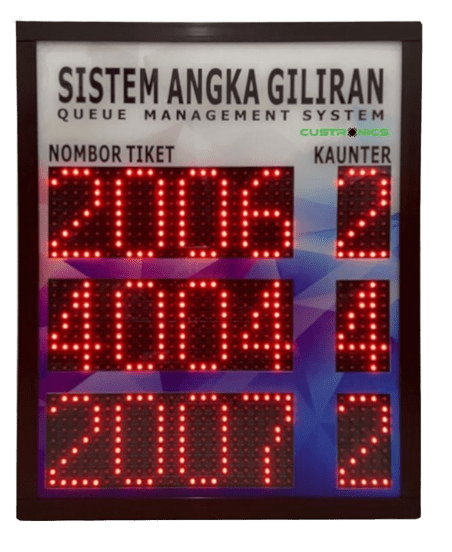 SISTEM ANGKA GILIRAN
QUEUE MANAGEMENT SYSTEM
CUSTRONICS
NOMBOR TIKET KAUNTER
2006 2
4004 4
2007 2